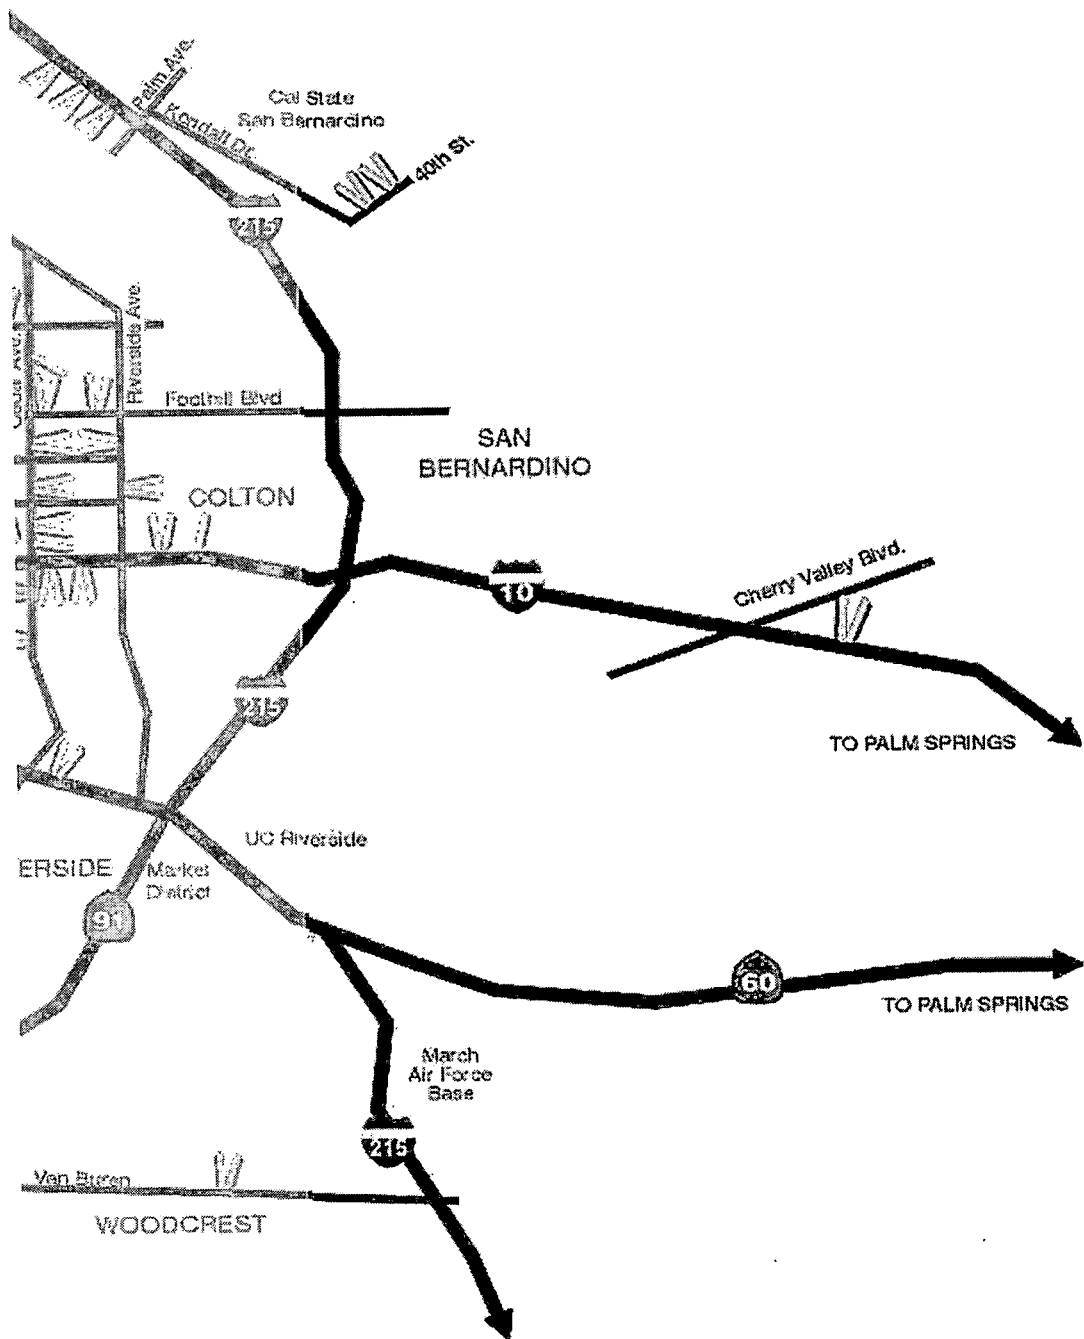 Palm Ave.
Kendall Dr.
Cal State
San Bernardino
40th St.
215
Riverside Ave.
Ave.
Foothill Blvd
SAN
BERNARDINO
COLTON
10
Cherry Valley Blvd.
215
TO PALM SPRINGS
UC Riverside
ERSIDE
Market
District
91
60
TO PALM SPRINGS
March
Air Force
Base
215
Van Buren
WOODCREST